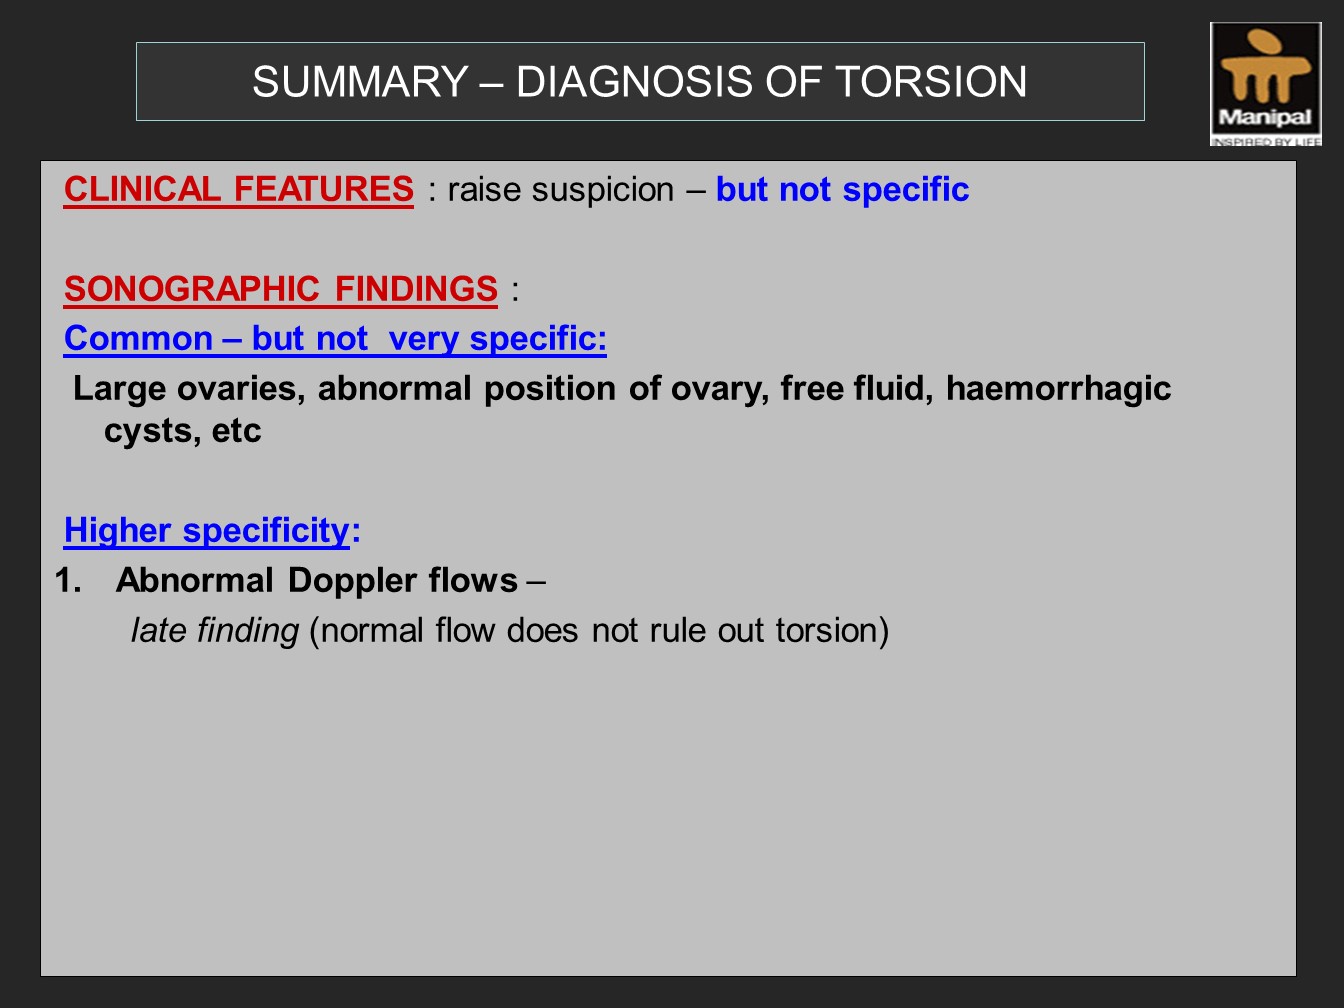 SUMMARY – DIAGNOSIS OF TORSION
Manipal
INSPIRED BY LIFE
CLINICAL FEATURES : raise suspicion – but not specific
SONOGRAPHIC FINDINGS :
Common – but not very specific:
Large ovaries, abnormal position of ovary, free fluid, haemorrhagic
cysts, etc
Higher specificity:
1. Abnormal Doppler flows –
late finding (normal flow does not rule out torsion)